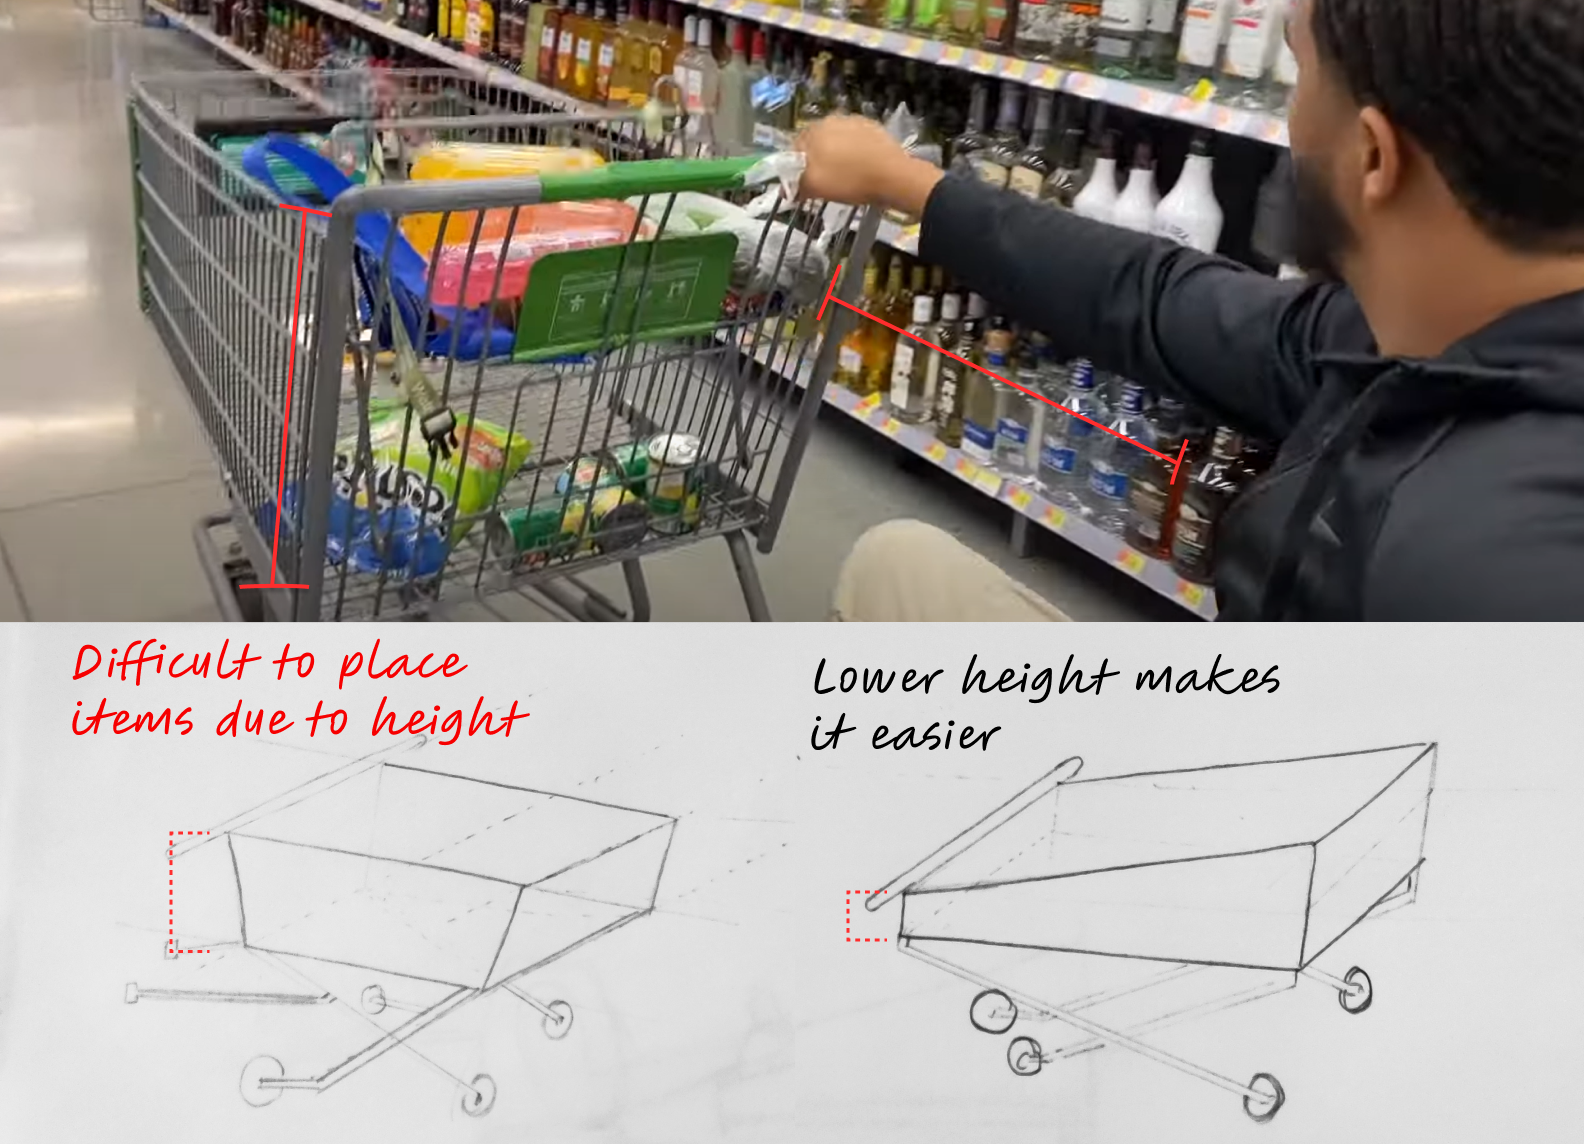 Difficult to place
items due to height
Lower height makes
it easier